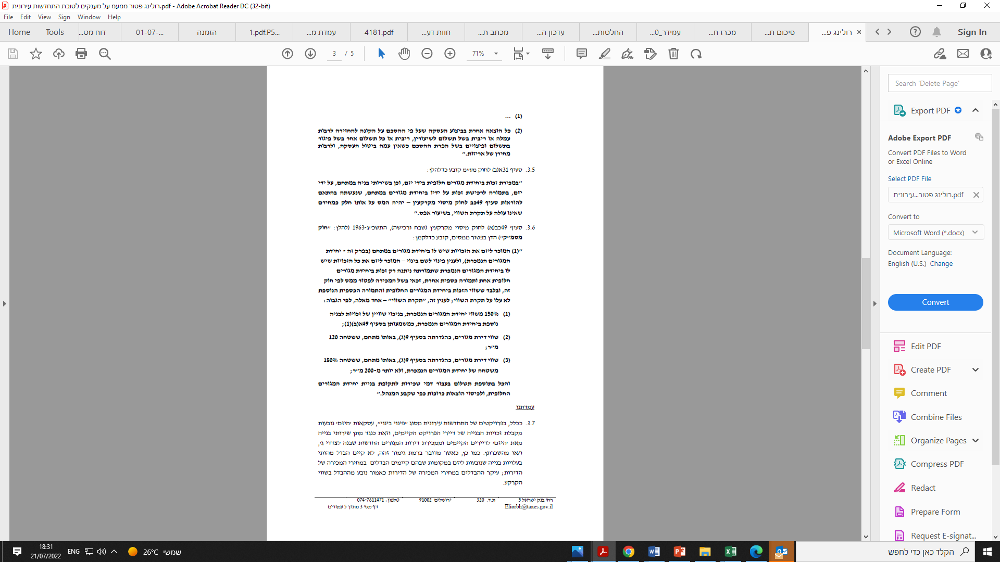 רולינג פטור ממעמ על מענקים לטובת התחדשות עירונית.pdf - Adobe Acrobat Reader DC (32-bit)
File Edit View Sign Window Help
Home Tools דוח מט... 01-07-... הזמנה 1.pdf.P5... עמדת מ... 4181.pdf חוות דע... מכתב ת... עדכון ה... החלטות... עמידר_0... מכרז ח... סיכום ת... רולינג פ... Sign In
3 / 5 71%
(1) ...
(2) כל הוצאה אחרת בביצוע העסקה שעל פי ההסכם על הקונה להחזירה לרבות
עמלה או ריבית בשל תשלום לשיעורין, ריבית או כל תשלום אחר בשל פיגור
בתשלום ופיצויים בשל הפרת ההסכם כשאין עמה ביטול העסקה, ולרבות
מחירן של אריזות."
3.5. סעיף 31א(ב) לחוק מע"מ קובע כדלהלן:
"במכירת זכות ביחידת מגורים חלופית בידי יזם, וכן בשירותי בניה במתחם, על ידי
יזם, בתמורה לרכישת זכות על ידיו ביחידת מגורים במתחם, שנעשתה בהתאם
להוראות סעיף 49כב לחוק מיסוי מקרקעין – יהיה המס על אותו חלק כמחירם
שאינו עולה על תקרת השווי, בשיעור אפס."
3.6. סעיף 49כב(א) לחוק מיסוי מקרקעין (שבח ורכישה), התשכ"ג-1963 (להלן: "חוק
מסמ"ק") הדן בפטור ממסים, קובע כדלקמן:
"(1) המוכר ליזם את הזכויות שיש לו ביחידת מגורים במתחם (בפרק זה - יחידת
המגורים הנמכרת), ולענין פינוי לשם בינוי – המוכר ליזם את כל הזכויות שיש
לו ביחידת המגורים הנמכרת שתמורתה ניתנה רק זכות ביחידת מגורים
חלופית אחת ותמורה כספית אחרת, זכאי בשל המכירה לפטור ממס לפי חוק
זה, ובלבד ששווי הזכות ביחידת המגורים החלופית והתמורה הכספית הנוספת
לא עלו על תקרת השווי; לענין זה, "תקרת השווי" – אחד מאלה, לפי הגבוה:
(1) 150% משווי יחידת המגורים הנמכרת, בניכוי שוויין של זכויות לבניה
נוספת ביחידת המגורים הנמכרת, כמשמעותן בסעיף 49א(ב)(1);
(2) שווי דירת מגורים, כהגדרתה בסעיף 9(ג), באותו מתחם, ששטחה 120
מ"ר;
(3) שווי דירת מגורים, כהגדרתה בסעיף 9(ג), באותו מתחם, ששטחה 150%
משטחה של יחידת המגורים הנמכרת, ולא יותר מ-200 מ"ר;
והכל בתוספת תשלום בעבור דמי שכירות לתקופת בניית יחידת המגורים
החלופית, ולכיסוי הוצאות כרוכות כפי שקבע המנהל."
עמדתנו
3.7. ככלל, בפרויקטים של התחדשות עירונית מסוג "פינוי בינוי", עסקאות 'היזם' נובעות
מקבלת זכויות הבנייה של דיירי הפרויקט הקיימים, וזאת כנגד מתן שירותי בנייה
מאת 'היזם' לדיירים הקיימים וממכירת דירות המגורים החדשות שבנה לצדדי ג',
ו/או מהשכרתן. כמו כן, כאשר מדובר ברמת גימור זהה, לא קיים הבדל מהותי
בעלויות בנייה שנובעות ליזם במקומות שבהם קיימים הבדלים במחירי המכירה של
הדירות; עיקר ההבדלים במחירי המכירה של הדירות כאמור נובע מההבדל בשווי
הקרקע.
רח' בנק ישראל 5 ת.ד. 320 ירושלים 91002 טלפון: 074-7611471
Eliorbh@taxes.gov.il דף מס' 3 מתוך 5 עמודים
Search 'Delete Page'
Export PDF
Adobe Export PDF
Convert PDF Files to Word
or Excel Online
Select PDF File
רולינג פטור...עירונית.pdf
Convert to
Microsoft Word (*.docx)
Document Language:
English (U.S.) Change
Convert
Edit PDF
Create PDF
Comment
Combine Files
Organize Pages
Compress PDF
Redact
Prepare Form
Request E-signat...
18:31
21/07/2022
ENG
26°C שמשי
הקלד כאן כדי לחפש